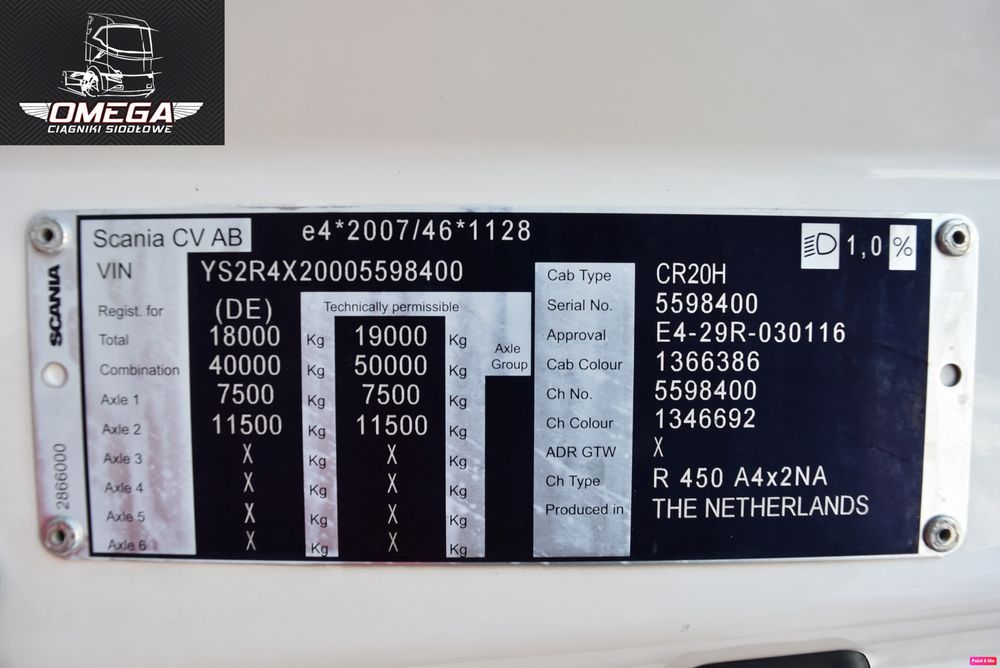 OMEGA
CIĄGNIKI SIODŁOWE
Scania CV AB e4*2007/46*1128 1,0 %
VIN YS2R4X20005598400
Regist. for (DE) Technically permissible
Total 18000 Kg 19000 Kg
Combination 40000 Kg 50000 Kg
Axle Group
Axle 1 7500 Kg 7500 Kg
Axle 2 11500 Kg 11500 Kg
Axle 3 X Kg X Kg
Axle 4 X Kg X Kg
Axle 5 X Kg X Kg
Axle 6 X Kg X Kg
Cab Type CR20H
Serial No. 5598400
Approval E4-29R-030116
Cab Colour 1366386
Ch No. 5598400
Ch Colour 1346692
ADR GTW X
Ch Type R 450 A4x2NA
Produced in THE NETHERLANDS
SCANIA
2866000